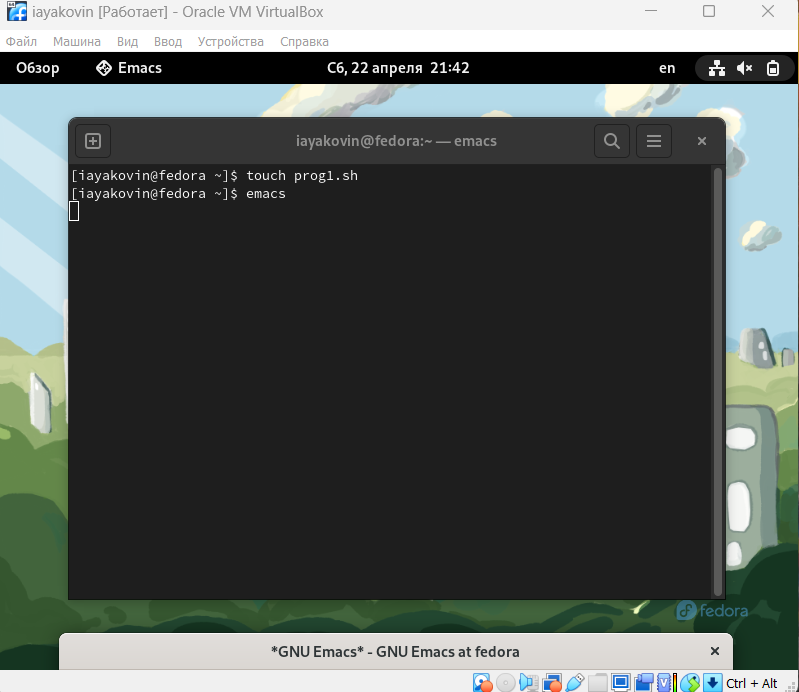 iayakovin [Работает] - Oracle VM VirtualBox
Файл Машина Вид Ввод Устройства Справка
Обзор Emacs Сб, 22 апреля 21:42 en
iayakovin@fedora:~ — emacs
[iayakovin@fedora ~]$ touch prog1.sh
[iayakovin@fedora ~]$ emacs
fedora
*GNU Emacs* - GNU Emacs at fedora
Ctrl + Alt